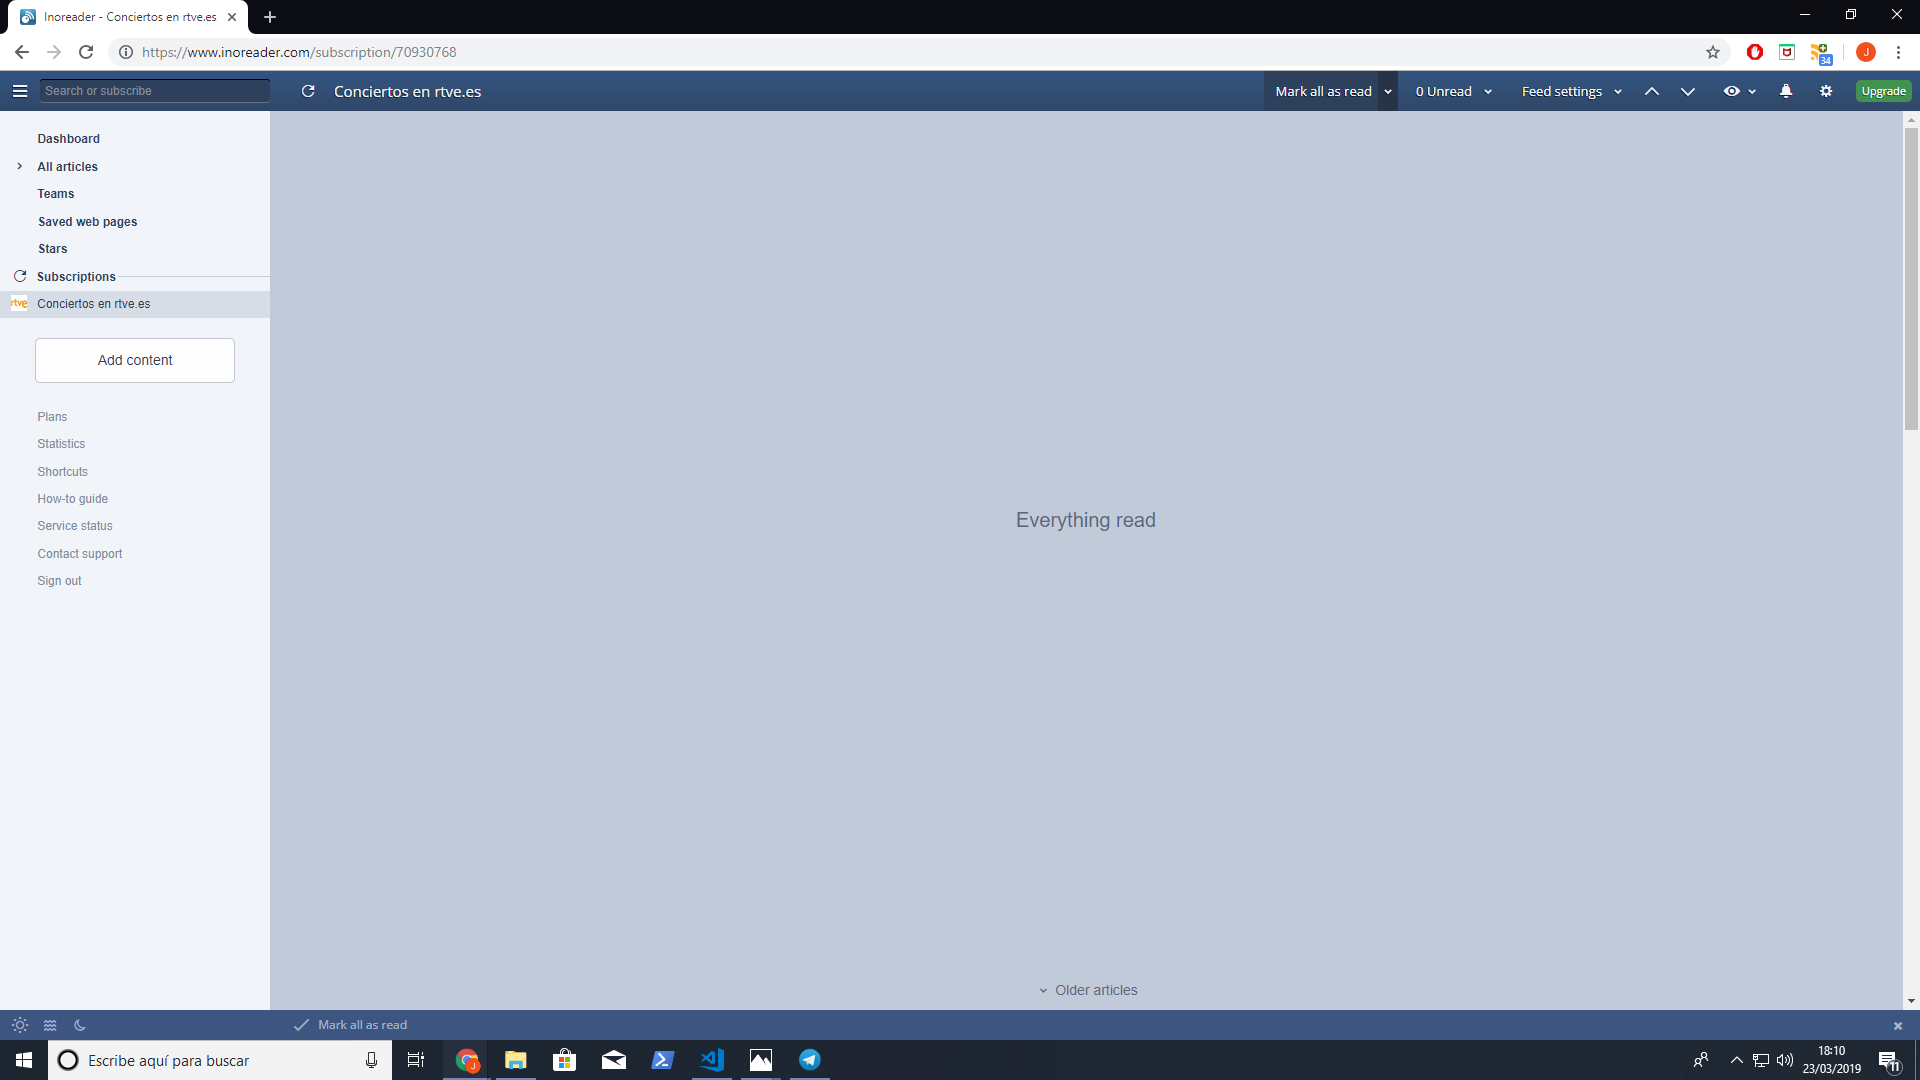 Inoreader - Conciertos en rtve.es
https://www.inoreader.com/subscription/70930768
34
J
Search or subscribe
Conciertos en rtve.es
Mark all as read
0 Unread
Feed settings
Upgrade
Dashboard
All articles
Teams
Saved web pages
Stars
Subscriptions
rtve Conciertos en rtve.es
Add content
Plans
Statistics
Shortcuts
How-to guide
Service status
Contact support
Sign out
Everything read
Older articles
Mark all as read
Escribe aquí para buscar
J
18:10
23/03/2019
11